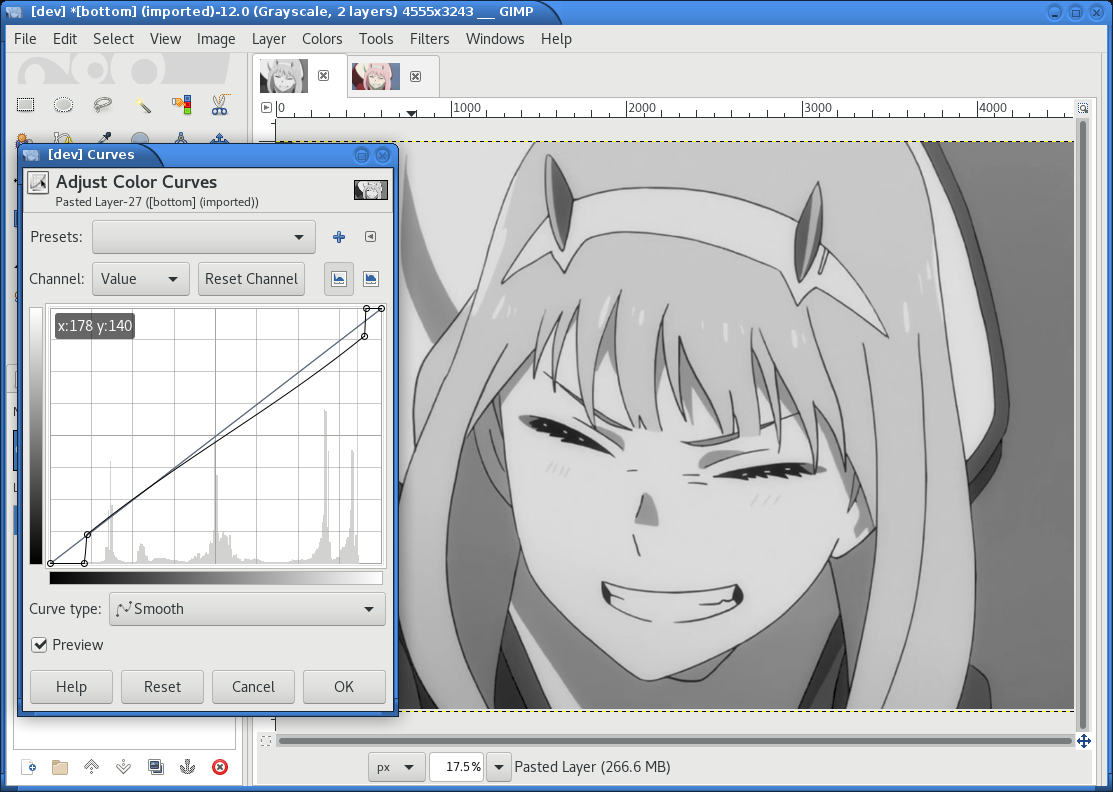 [dev] *[bottom] (imported)-12.0 (Grayscale, 2 layers) 4555x3243 __ GIMP
File Edit Select View Image Layer Colors Tools Filters Windows Help
0 1000 2000 3000 4000
[dev] Curves
Adjust Color Curves
Pasted Layer-27 ([bottom] (imported))
Presets:
Channel: Value Reset Channel
x:178 y:140
Curve type: Smooth
Preview
Help Reset Cancel OK
px 17.5% Pasted Layer (266.6 MB)